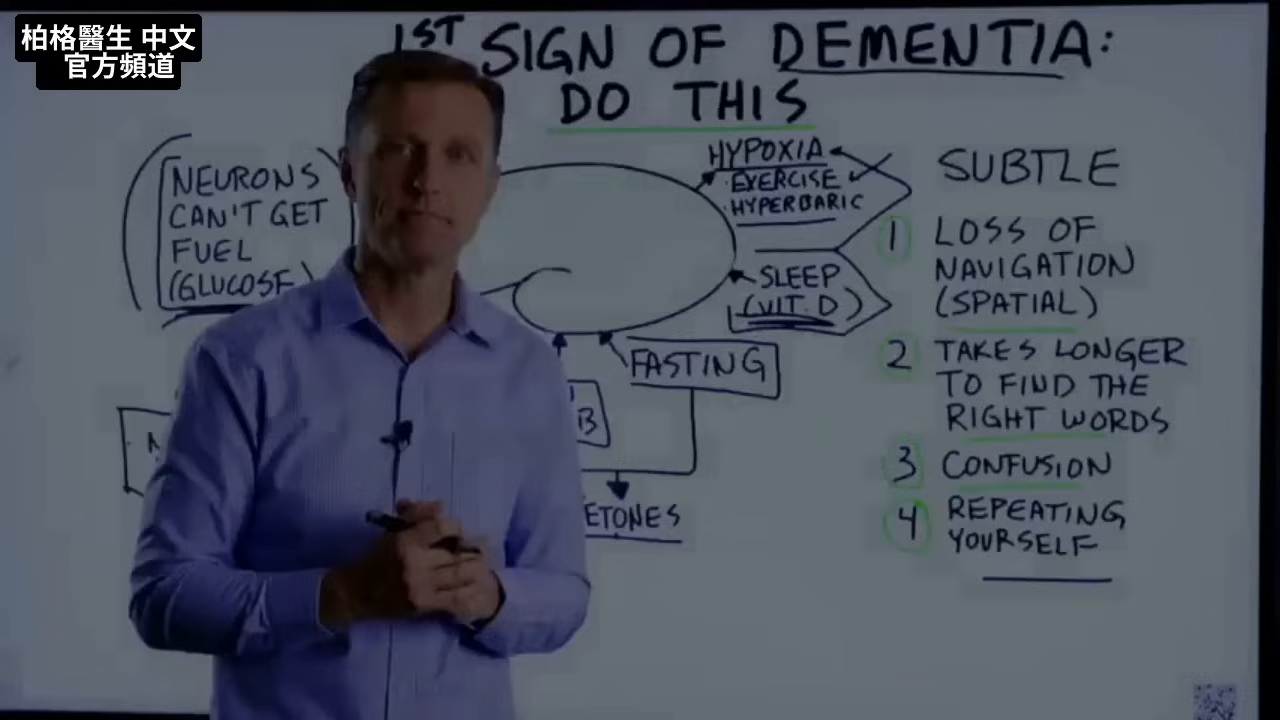 柏格醫生 中文
官方頻道
1ST SIGN OF DEMENTIA:
DO THIS
NEURONS
CAN'T GET
FUEL
(GLUCOSE)
HYPOXIA
·EXERCISE
·HYPERBARIC
SLEEP
(VIT. D)
FASTING
B
ETONES
SUBTLE
1 LOSS OF
NAVIGATION
(SPATIAL)
2 TAKES LONGER
TO FIND THE
RIGHT WORDS
3 CONFUSION
4 REPEATING
YOURSELF